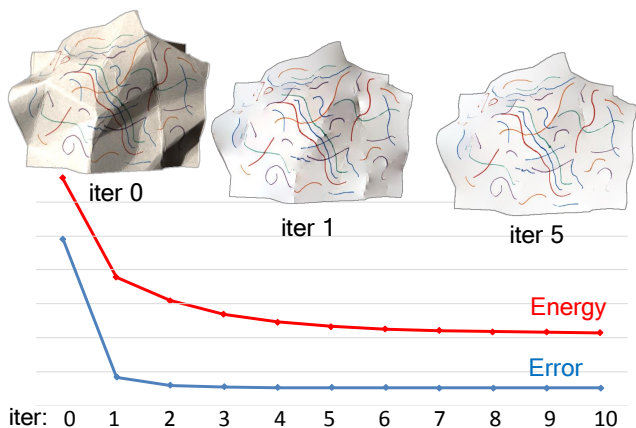 iter 0
iter 1
iter 5
Energy
Error
iter: 0 1 2 3 4 5 6 7 8 9 10